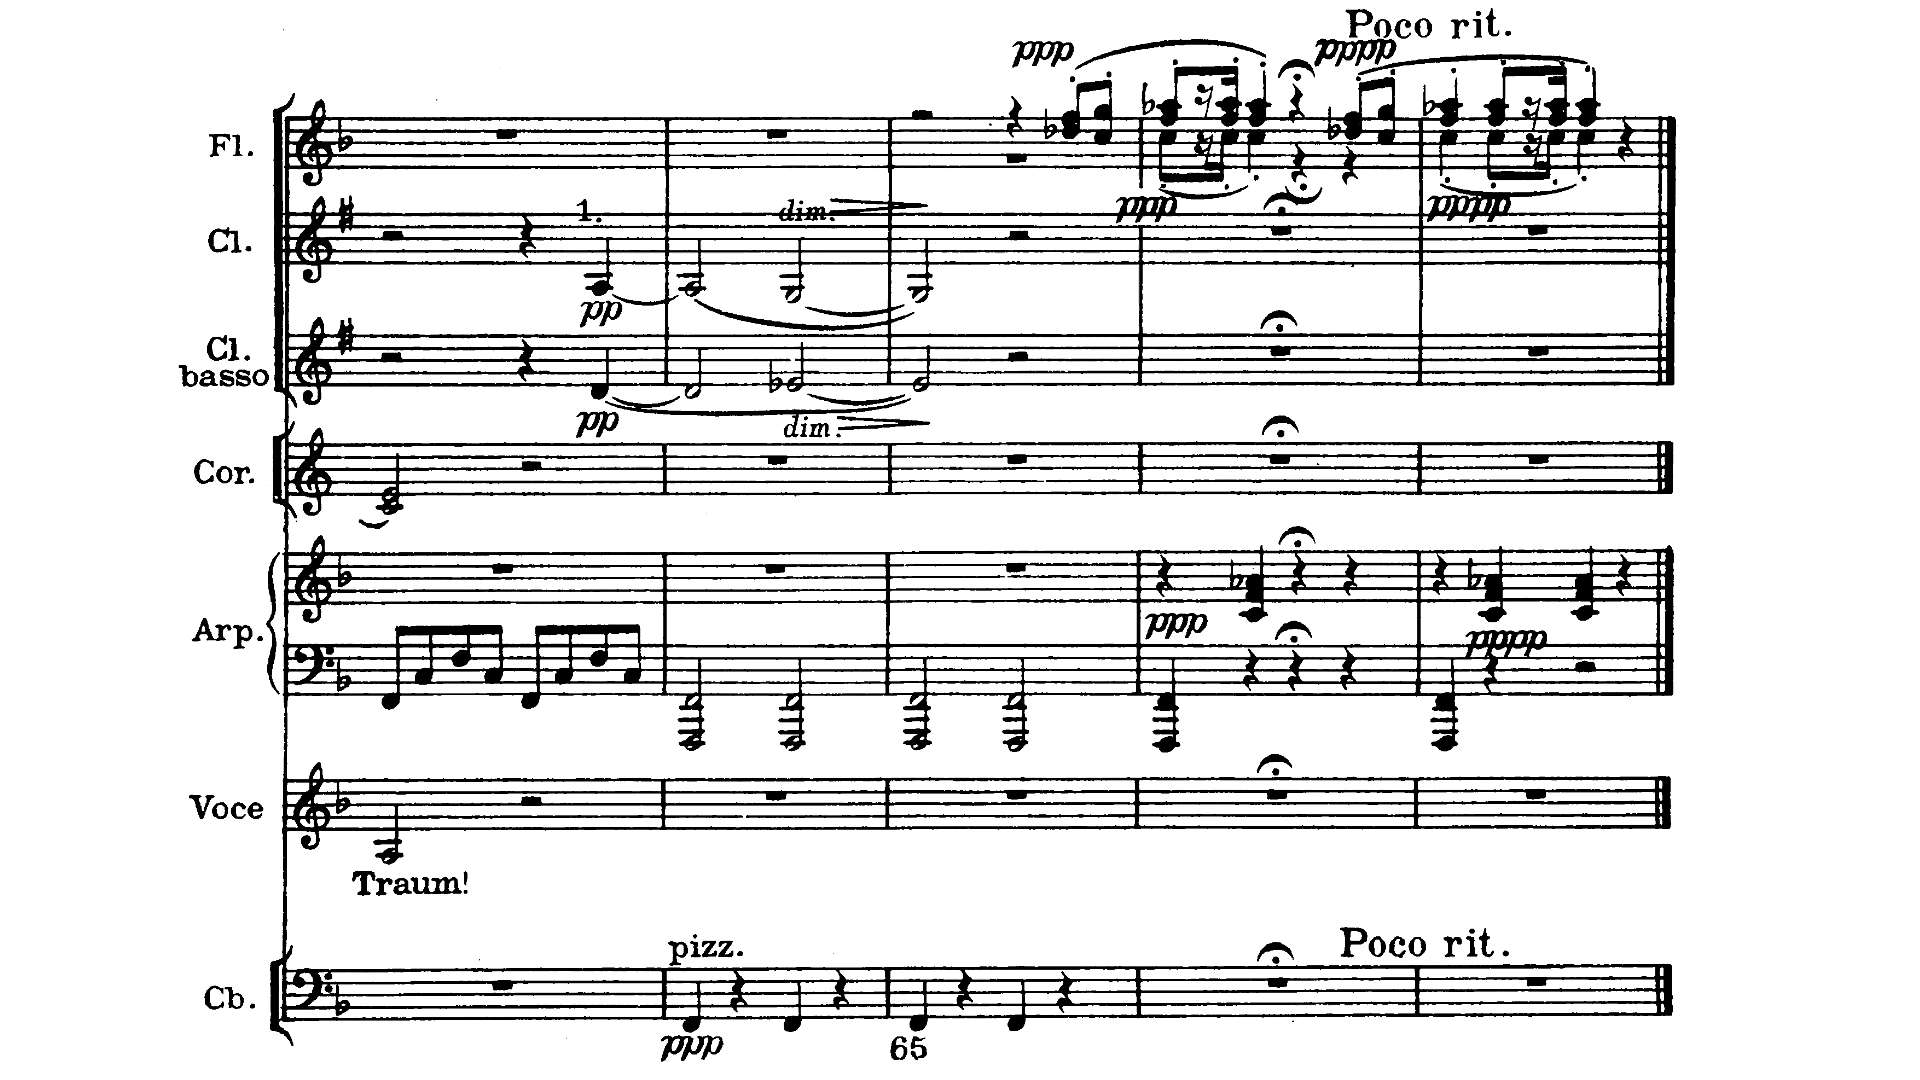 Poco rit.
ppp
pppp
Fl.
1.
dim.
ppp
pppp
Cl.
pp
Cl.
basso
pp
dim.
Cor.
Arp.
ppp
pppp
Voce
Traum!
pizz.
Poco rit.
Cb.
ppp
65